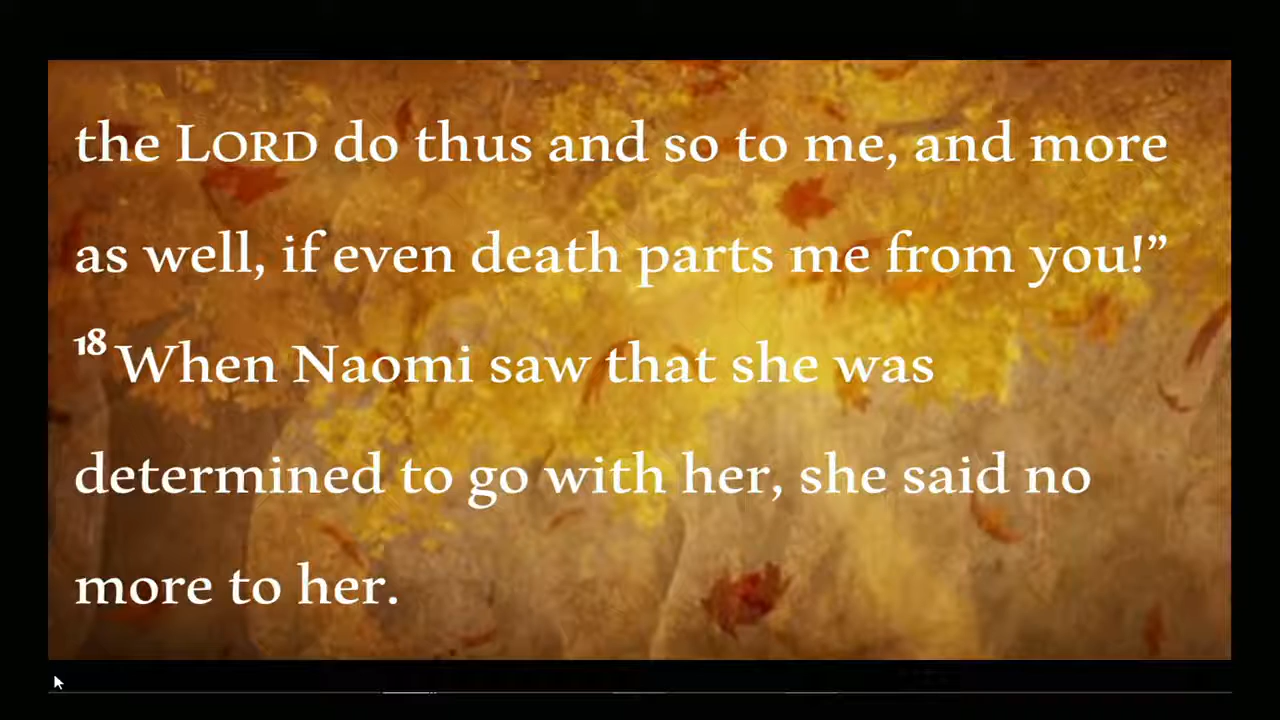 the LORD do thus and so to me, and more
as well, if even death parts me from you!”
18 When Naomi saw that she was
determined to go with her, she said no
more to her.